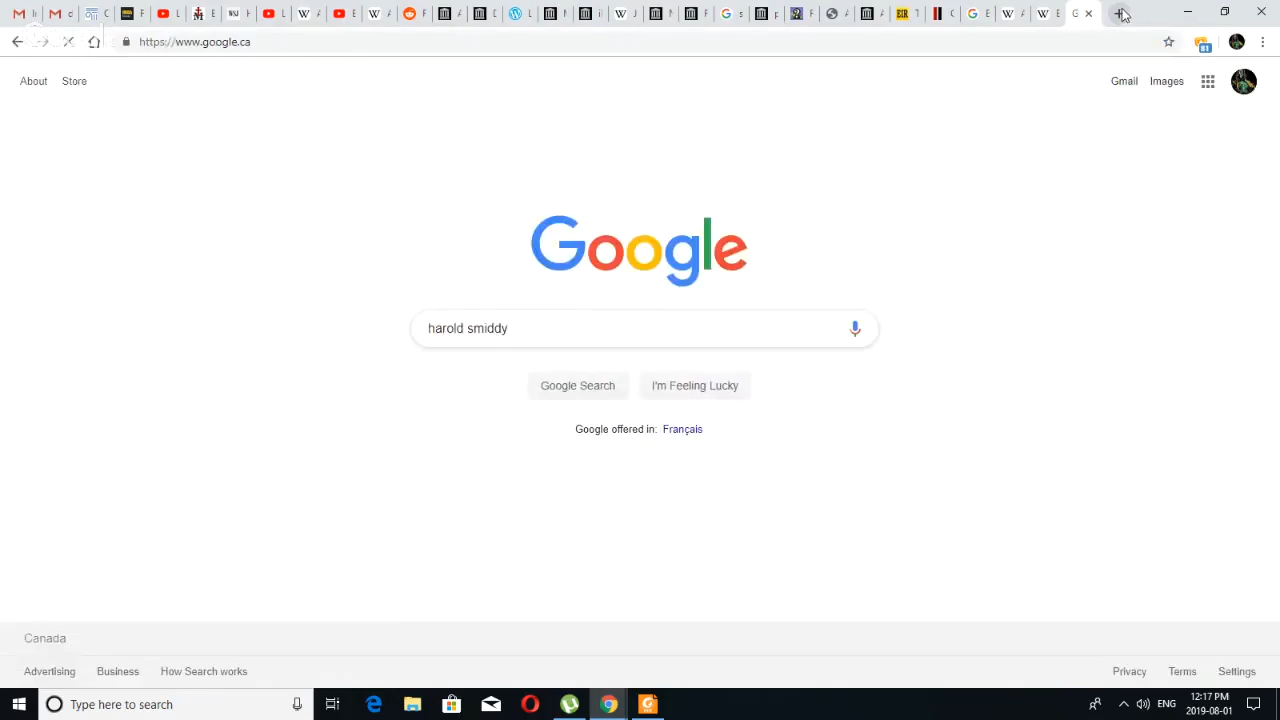 https://www.google.ca
81
About Store
Gmail Images
Google
harold smiddy
Google Search I'm Feeling Lucky
Google offered in: Français
Canada
Advertising Business How Search works
Privacy Terms Settings
Type here to search
ENG
12:17 PM
2019-08-01